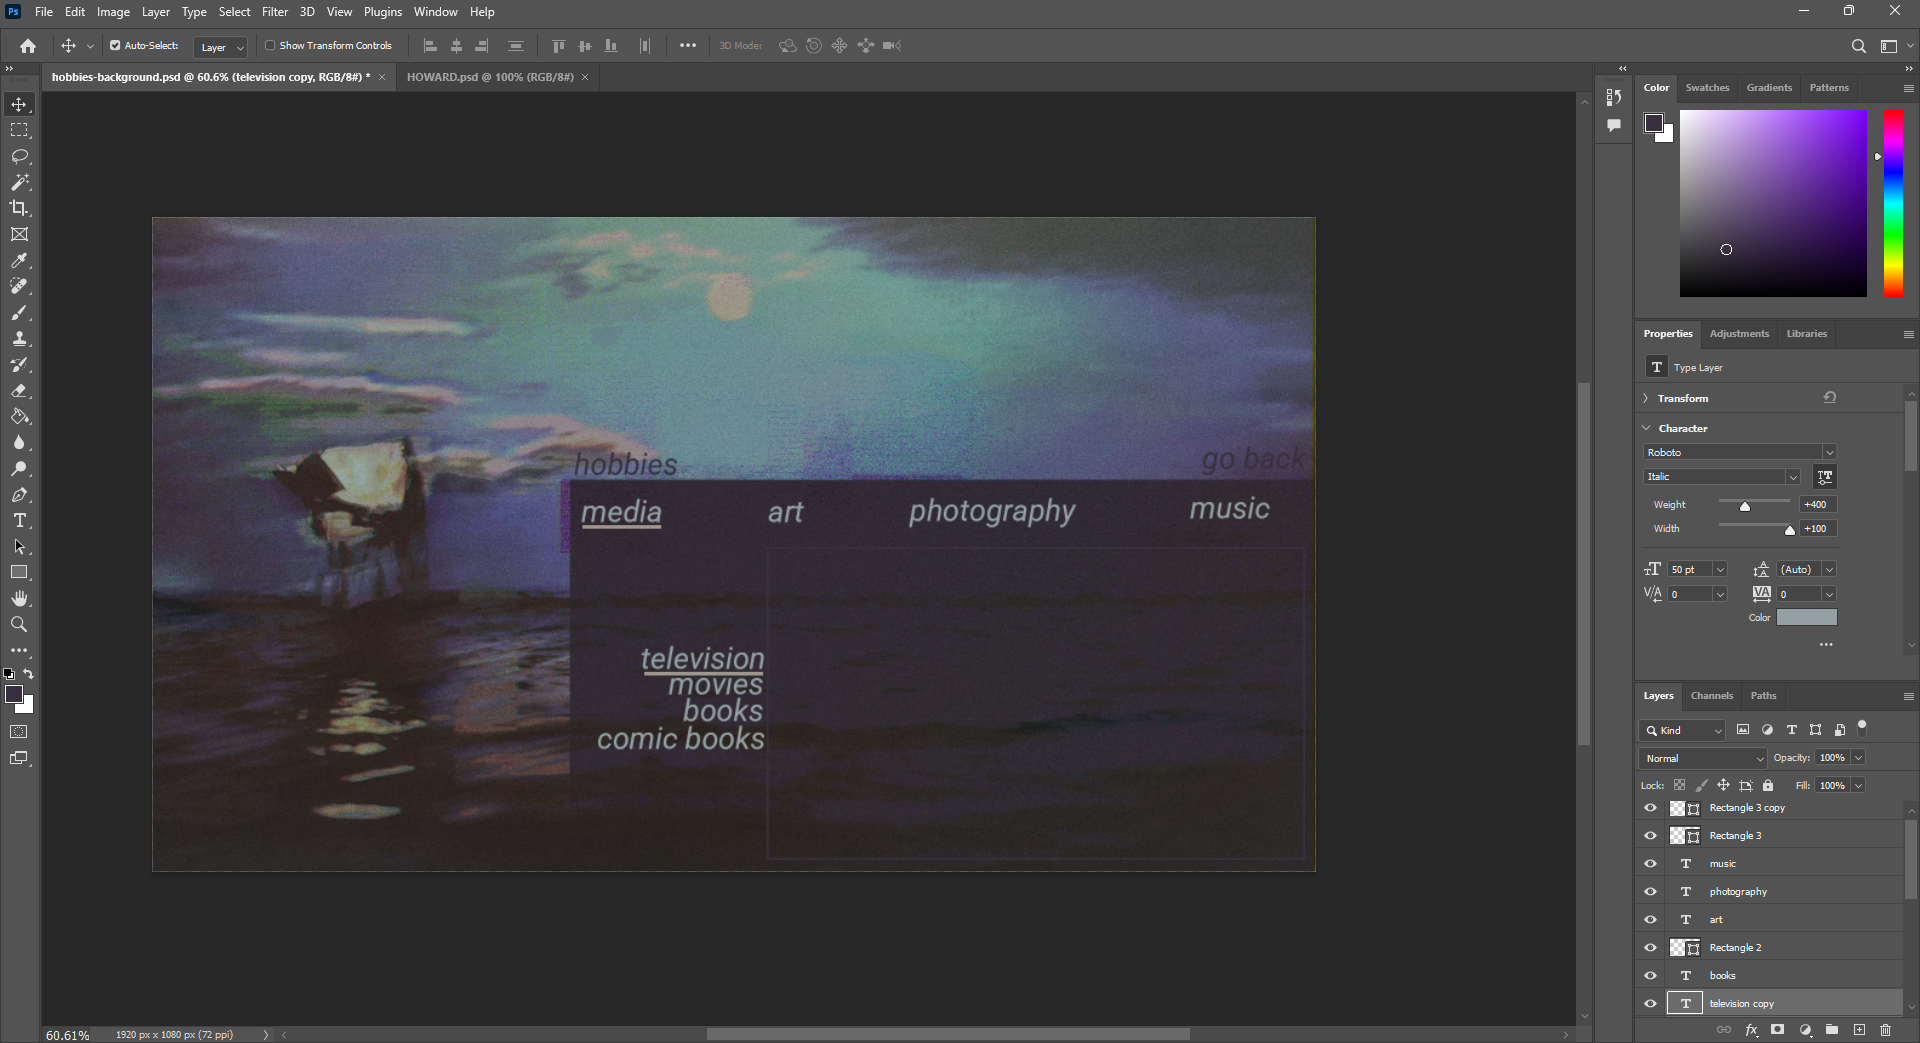 Ps File Edit Image Layer Type Select Filter 3D View Plugins Window Help
Auto-Select: Layer Show Transform Controls 3D Mode:
hobbies-background.psd @ 60.6% (television copy, RGB/8#) * HOWARD.psd @ 100% (RGB/8#)
hobbies
go back
media art photography music
television
movies
books
comic books
60.61% 1920 px x 1080 px (72 ppi)
Color Swatches Gradients Patterns
Properties Adjustments Libraries
T Type Layer
Transform
Character
Roboto
Italic
Weight +400
Width +100
50 pt (Auto)
0 0
Color
Layers Channels Paths
Kind
Normal Opacity: 100%
Lock: Fill: 100%
Rectangle 3 copy
Rectangle 3
T music
T photography
T art
Rectangle 2
T books
T television copy
fx